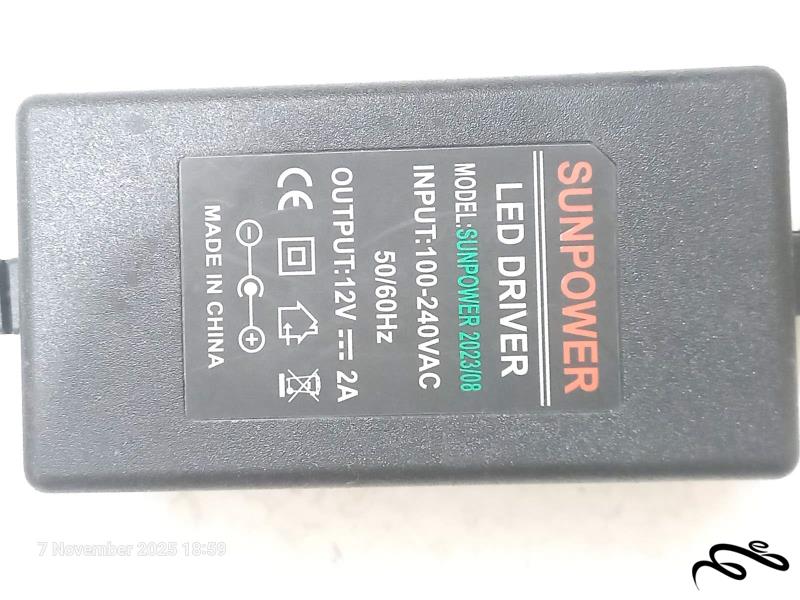 SUNPOWER
LED DRIVER
MODEL:SUNPOWER 2023/08
INPUT:100-240VAC
50/60Hz
OUTPUT:12V 2A
CE
MADE IN CHINA
7 November 2025 18:59